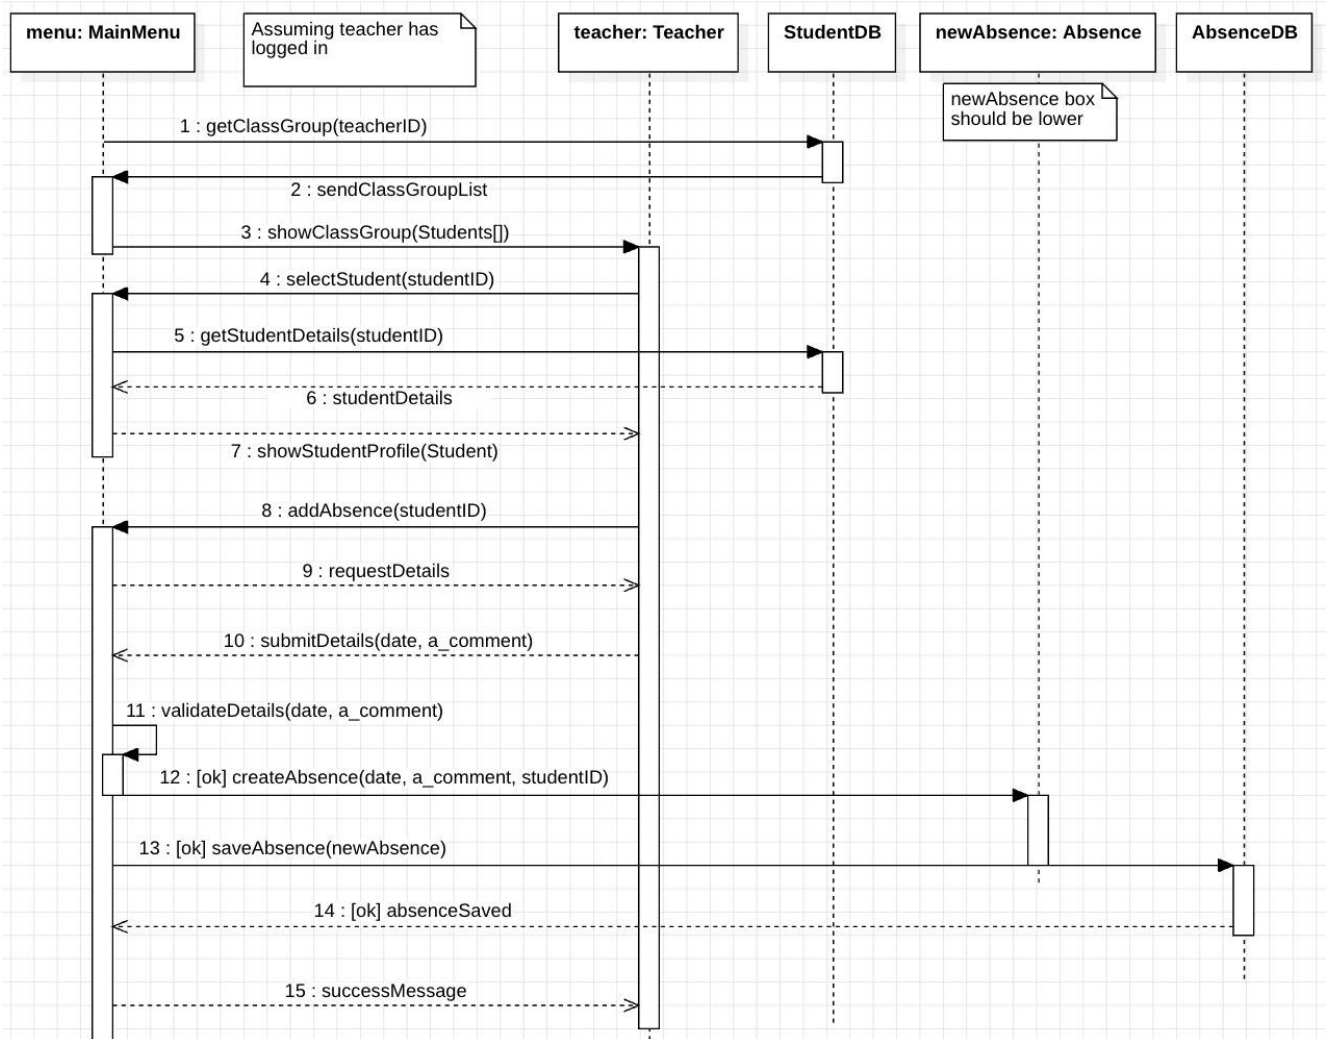 menu: MainMenu
Assuming teacher has
logged in
teacher: Teacher
StudentDB
newAbsence: Absence
AbsenceDB
newAbsence box
should be lower
1 : getClassGroup(teacherID)
2 : sendClassGroupList
3 : showClassGroup(Students[])
4 : selectStudent(studentID)
5 : getStudentDetails(studentID)
6 : studentDetails
7 : showStudentProfile(Student)
8 : addAbsence(studentID)
9 : requestDetails
10 : submitDetails(date, a_comment)
11 : validateDetails(date, a_comment)
12 : [ok] createAbsence(date, a_comment, studentID)
13 : [ok] saveAbsence(newAbsence)
14 : [ok] absenceSaved
15 : successMessage